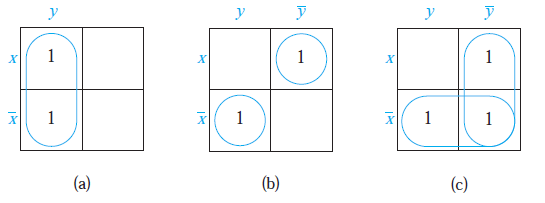 y
x 1
x̅ 1
(a)
y y̅
x 1
x̅ 1
(b)
y y̅
x 1
x̅ 1 1
(c)